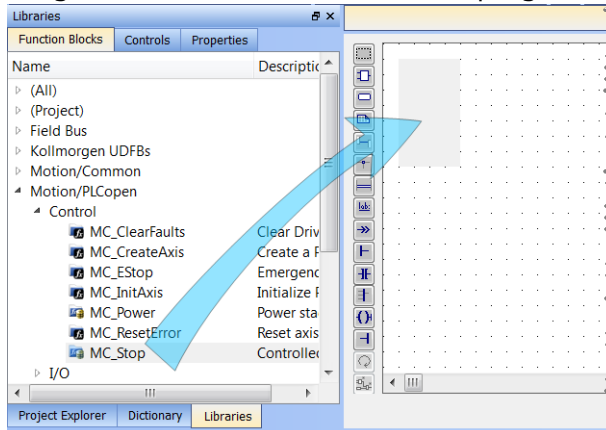 Libraries
Function Blocks Controls Properties
Name Descriptic
(All)
(Project)
Field Bus
Kollmorgen UDFBs
Motion/Common
Motion/PLCopen
Control
MC_ClearFaults Clear Driv
MC_CreateAxis Create a
MC_EStop Emergenc
MC_InitAxis Initialize
MC_Power Power sta
MC_ResetError Reset axis
MC_Stop Controlle
I/O
Project Explorer Dictionary Libraries